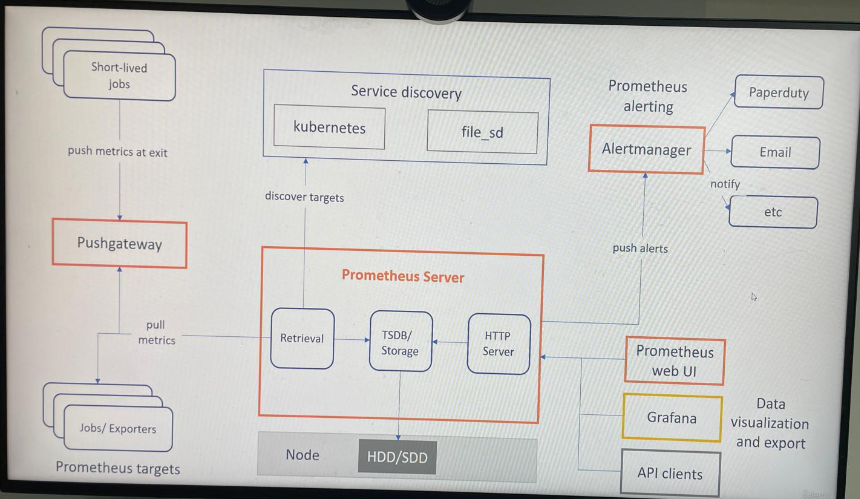 Short-lived
jobs
push metrics at exit
Pushgateway
pull
metrics
Jobs/ Exporters
Prometheus targets
Service discovery
kubernetes
file_sd
discover targets
Prometheus Server
Retrieval
TSDB/
Storage
HTTP
Server
Node
HDD/SDD
Prometheus
alerting
Alertmanager
Paperduty
Email
etc
notify
push alerts
Prometheus
web UI
Grafana
API clients
Data
visualization
and export